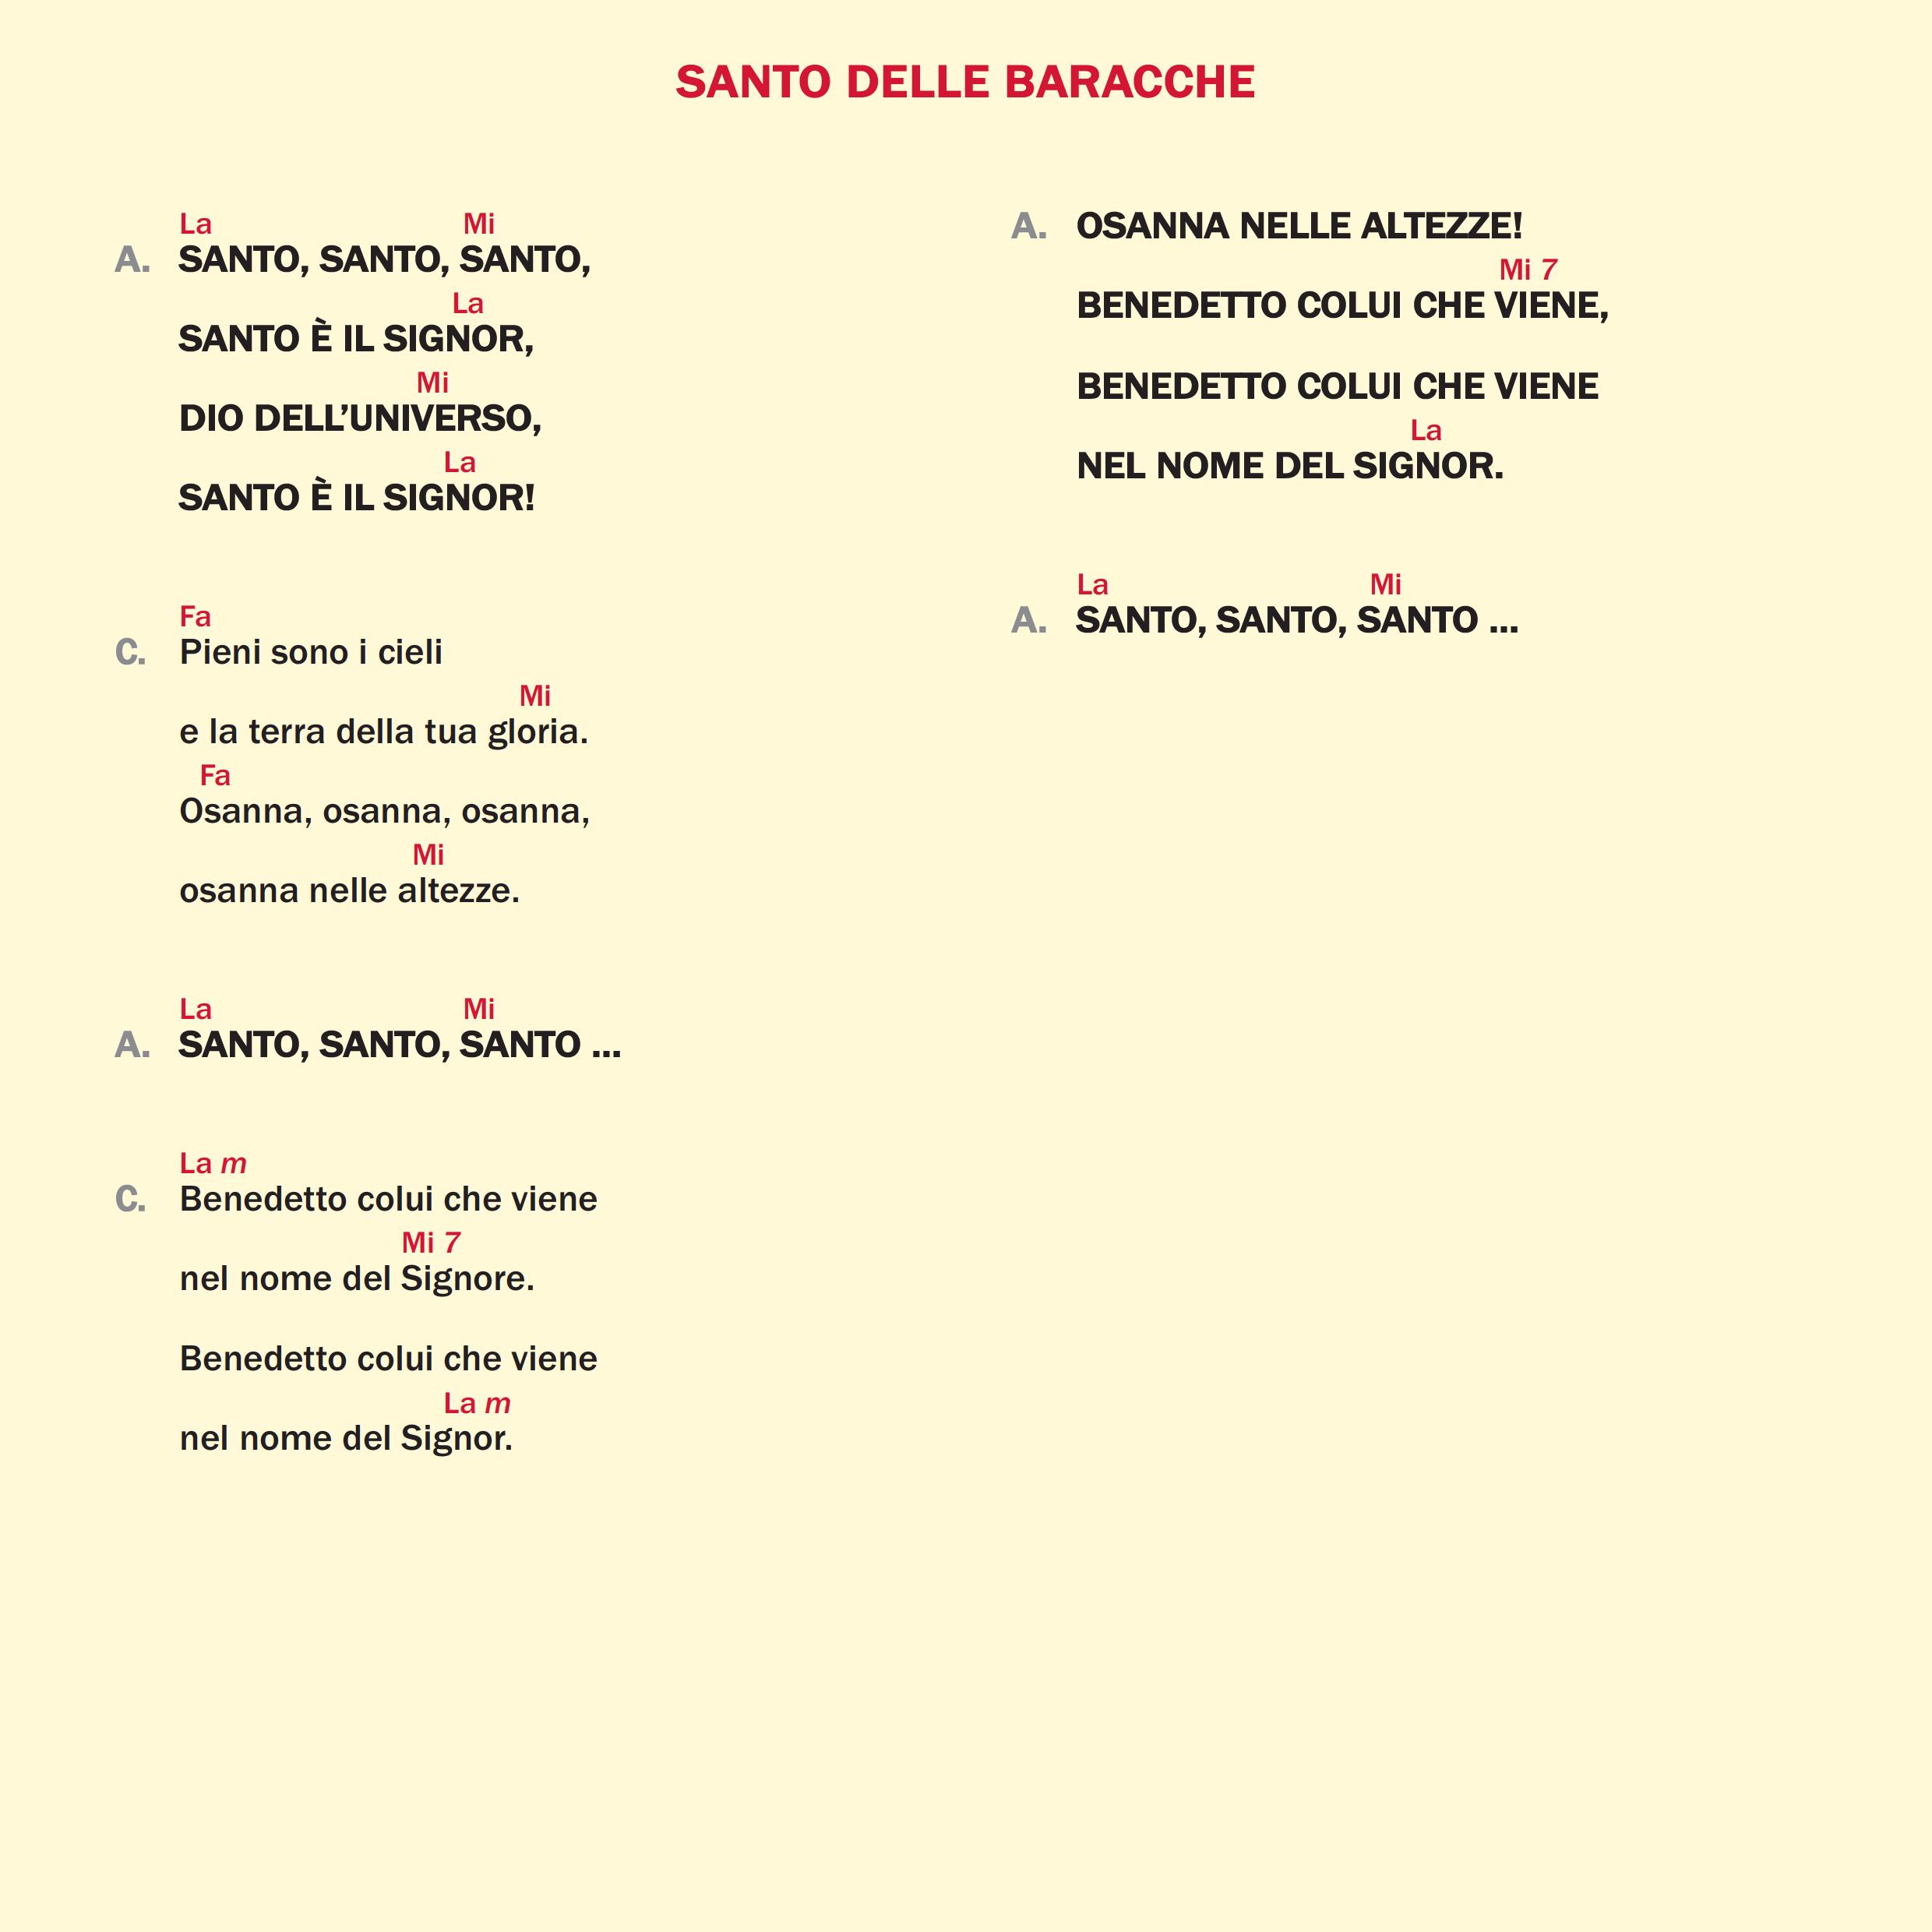 SANTO DELLE BARACCHE
La Mi
A. SANTO, SANTO, SANTO,
La
SANTO È IL SIGNOR,
Mi
DIO DELL’UNIVERSO,
La
SANTO È IL SIGNOR!
Fa
C. Pieni sono i cieli
Mi
e la terra della tua gloria.
Fa
Osanna, osanna, osanna,
Mi
osanna nelle altezze.
La Mi
A. SANTO, SANTO, SANTO ...
La m
C. Benedetto colui che viene
Mi 7
nel nome del Signore.
Benedetto colui che viene
La m
nel nome del Signor.
A. OSANNA NELLE ALTEZZE!
Mi 7
BENEDETTO COLUI CHE VIENE,
BENEDETTO COLUI CHE VIENE
La
NEL NOME DEL SIGNOR.
La Mi
A. SANTO, SANTO, SANTO ...